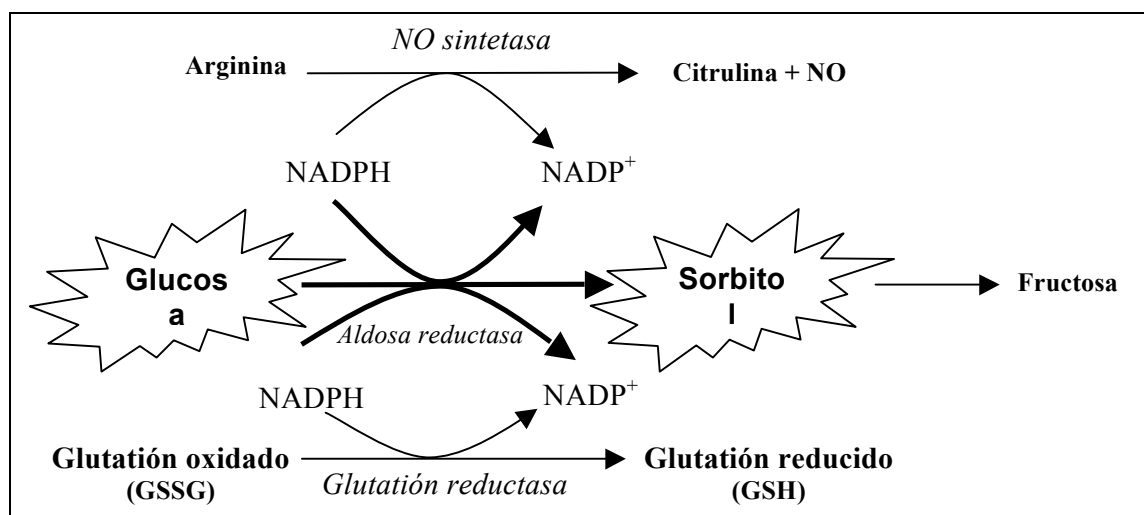 NO sintetasa
Arginina
Citrulina + NO
NADPH
NADP⁺
Glucos
a
Sorbito
l
Fructosa
Aldosa reductasa
NADPH
NADP⁺
Glutatión oxidado
(GSSG)
Glutatión reductasa
Glutatión reducido
(GSH)